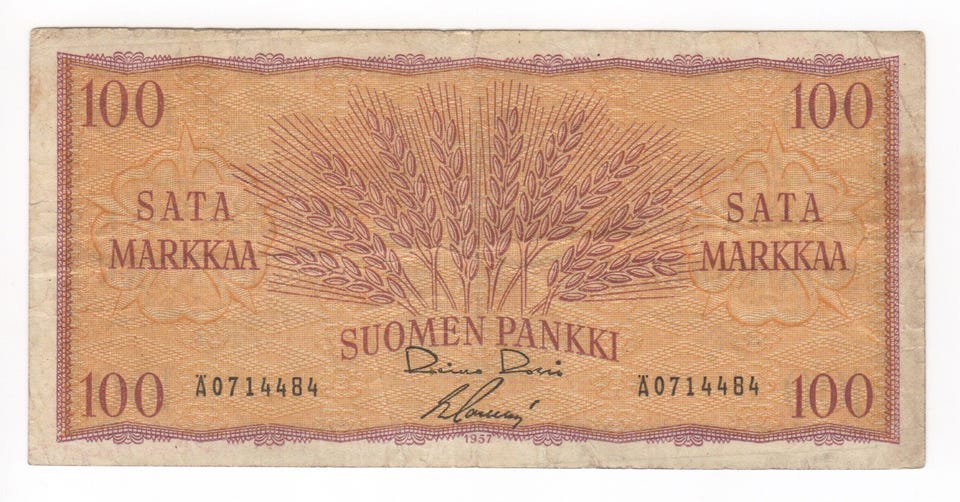 100 100
SATA
MARKKAA
SATA
MARKKAA
SUOMEN PANKKI
100 Ä0714484 Ä0714484 100
1957